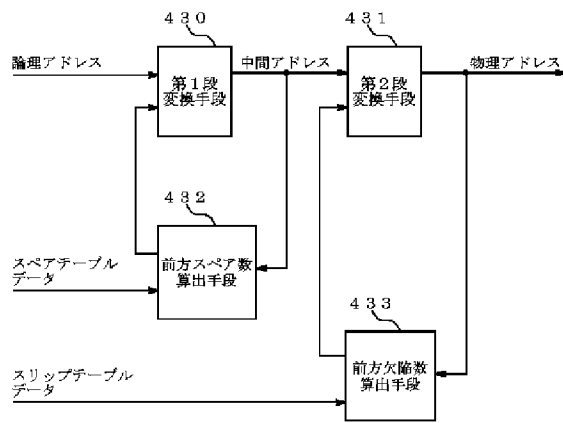 ４３０
４３１
論理アドレス
第１段
変換手段
中間アドレス
第２段
変換手段
物理アドレス
４３２
前方スペア数
算出手段
スペアテーブル
データ
４３３
前方欠陥数
算出手段
スリップテーブル
データ